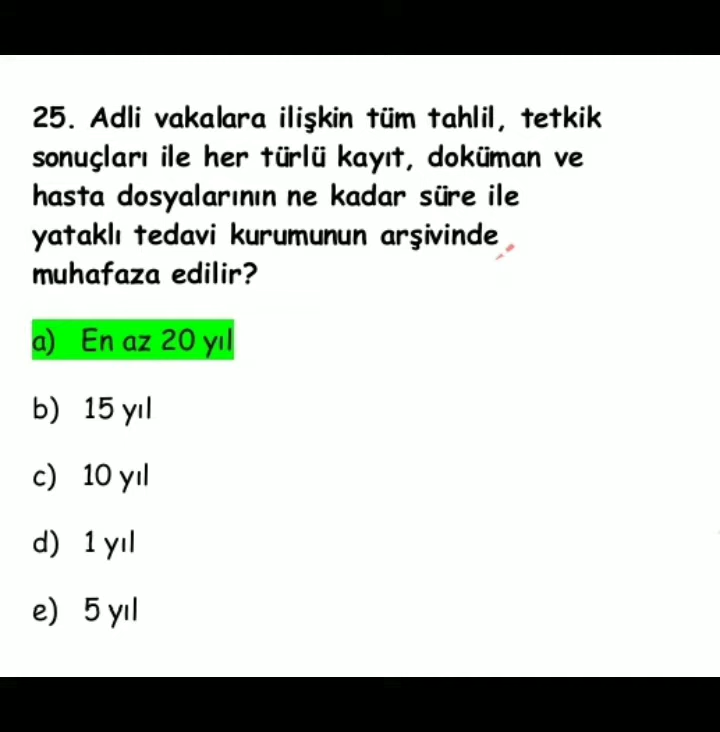 25. Adli vakalara ilişkin tüm tahlil, tetkik
sonuçları ile her türlü kayıt, doküman ve
hasta dosyalarının ne kadar süre ile
yataklı tedavi kurumunun arşivinde
muhafaza edilir?
a) En az 20 yıl
b) 15 yıl
c) 10 yıl
d) 1 yıl
e) 5 yıl